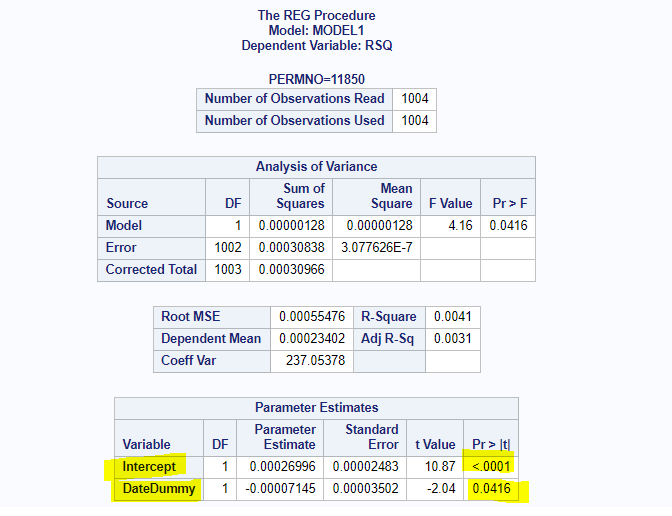 The REG Procedure
Model: MODEL1
Dependent Variable: RSQ
PERMNO=11850
Number of Observations Read 1004
Number of Observations Used 1004
Analysis of Variance
Source DF Sum of Squares Mean Square F Value Pr > F
Model 1 0.00000128 0.00000128 4.16 0.0416
Error 1002 0.00030838 3.077626E-7
Corrected Total 1003 0.00030966
Root MSE 0.00055476 R-Square 0.0041
Dependent Mean 0.00023402 Adj R-Sq 0.0031
Coeff Var 237.05378
Parameter Estimates
Variable DF Parameter Estimate Standard Error t Value Pr > |t|
Intercept 1 0.00026996 0.00002483 10.87 <.0001
DateDummy 1 -0.00007145 0.00003502 -2.04 0.0416